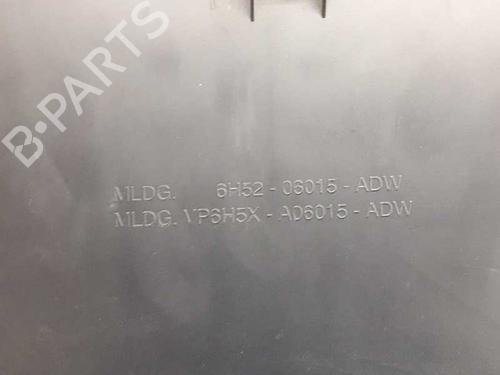 B-PARTS
MLDG. 6H52 - 06015 - ADW
MLDG. VP6H5X - A06015 - ADW